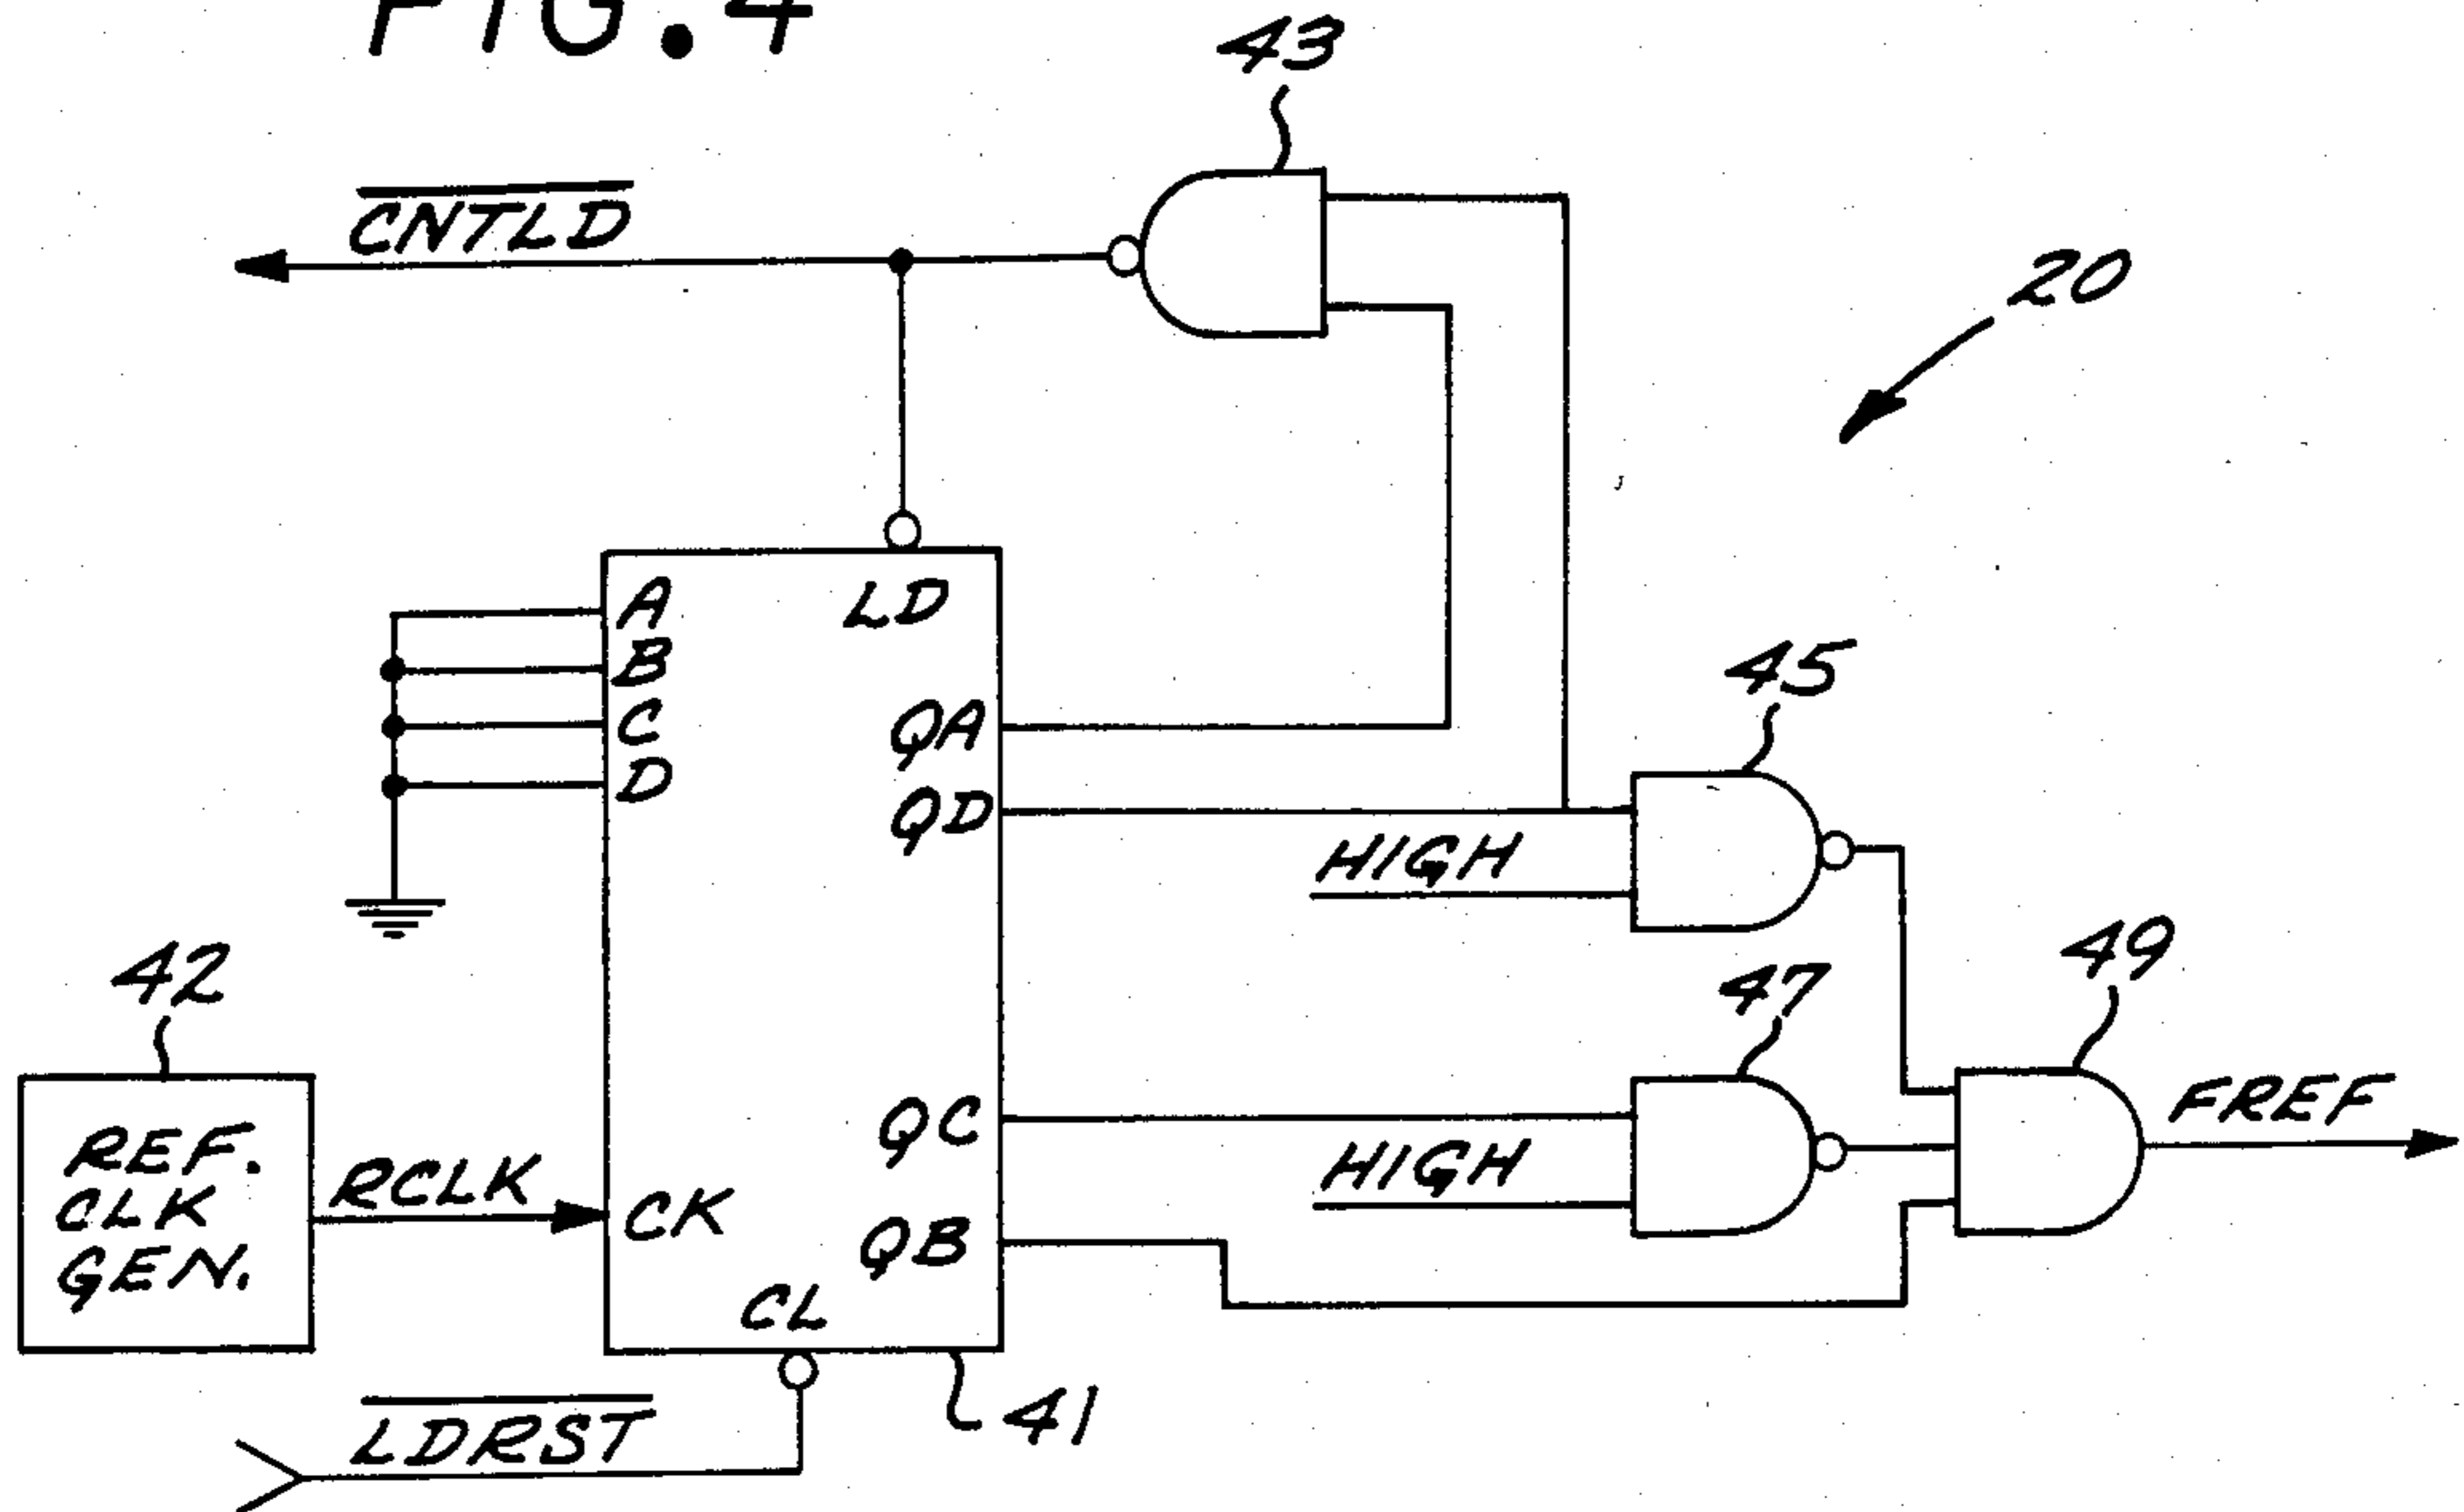 FIG.4
43
CNTLD
20
A
LD
B
C
QA
D
QD
45
HIGH
42
47
49
REF.
CLK
GEN.
RCLK
CK
QC
HIGH
FREF
QB
CL
LDRST
41